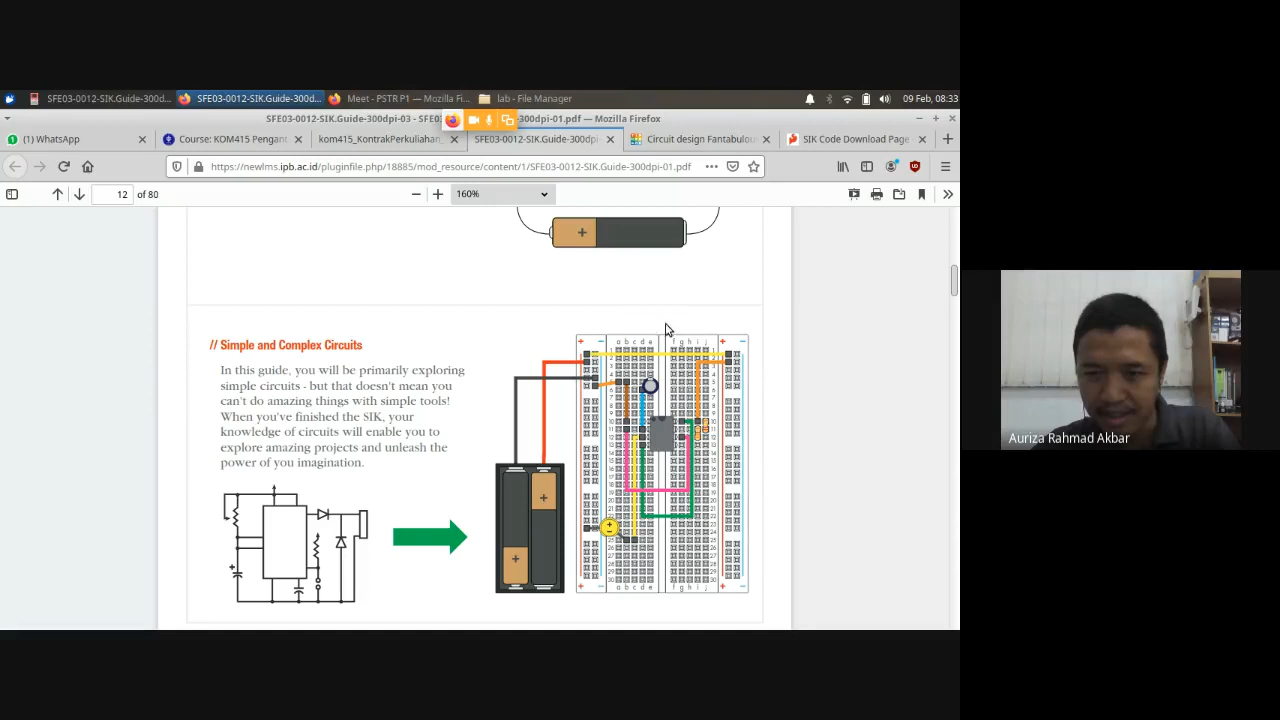 SFE03-0012-SIK.Guide-300d...
SFE03-0012-SIK.Guide-300d...
Meet - PSTR P1 — Mozilla Fi...
lab - File Manager
09 Feb, 08:33
SFE03-0012-SIK.Guide-300dpi-03 - SFE0
-300dpi-01.pdf — Mozilla Firefox
(1) WhatsApp
Course: KOM415 Pengant
kom415_KontrakPerkuliahan_
SFE03-0012-SIK.Guide-300dpi-
Circuit design Fantabulous
SIK Code Download Page
https://newlms.ipb.ac.id/pluginfile.php/18885/mod_resource/content/1/SFE03-0012-SIK.Guide-300dpi-01.pdf
12 of 80
160%
// Simple and Complex Circuits
In this guide, you will be primarily exploring
simple circuits - but that doesn't mean you
can't do amazing things with simple tools!
When you've finished the SIK, your
knowledge of circuits will enable you to
explore amazing projects and unleash the
power of you imagination.
Auriza Rahmad Akbar